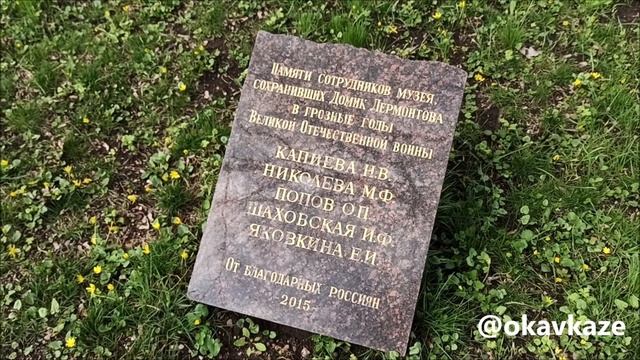 Памяти сотрудников музея,
сохранивших Домик Лермонтова
в грозные годы
Великой Отечественной войны
КАПИЕВА Н.В.
НИКОЛЕВА М.Ф.
ПОПОВ О.П.
ШАХОВСКАЯ И.Ф.
ЯКОВКИНА Е.И.
От благодарных россиян
2015
@okavkaze